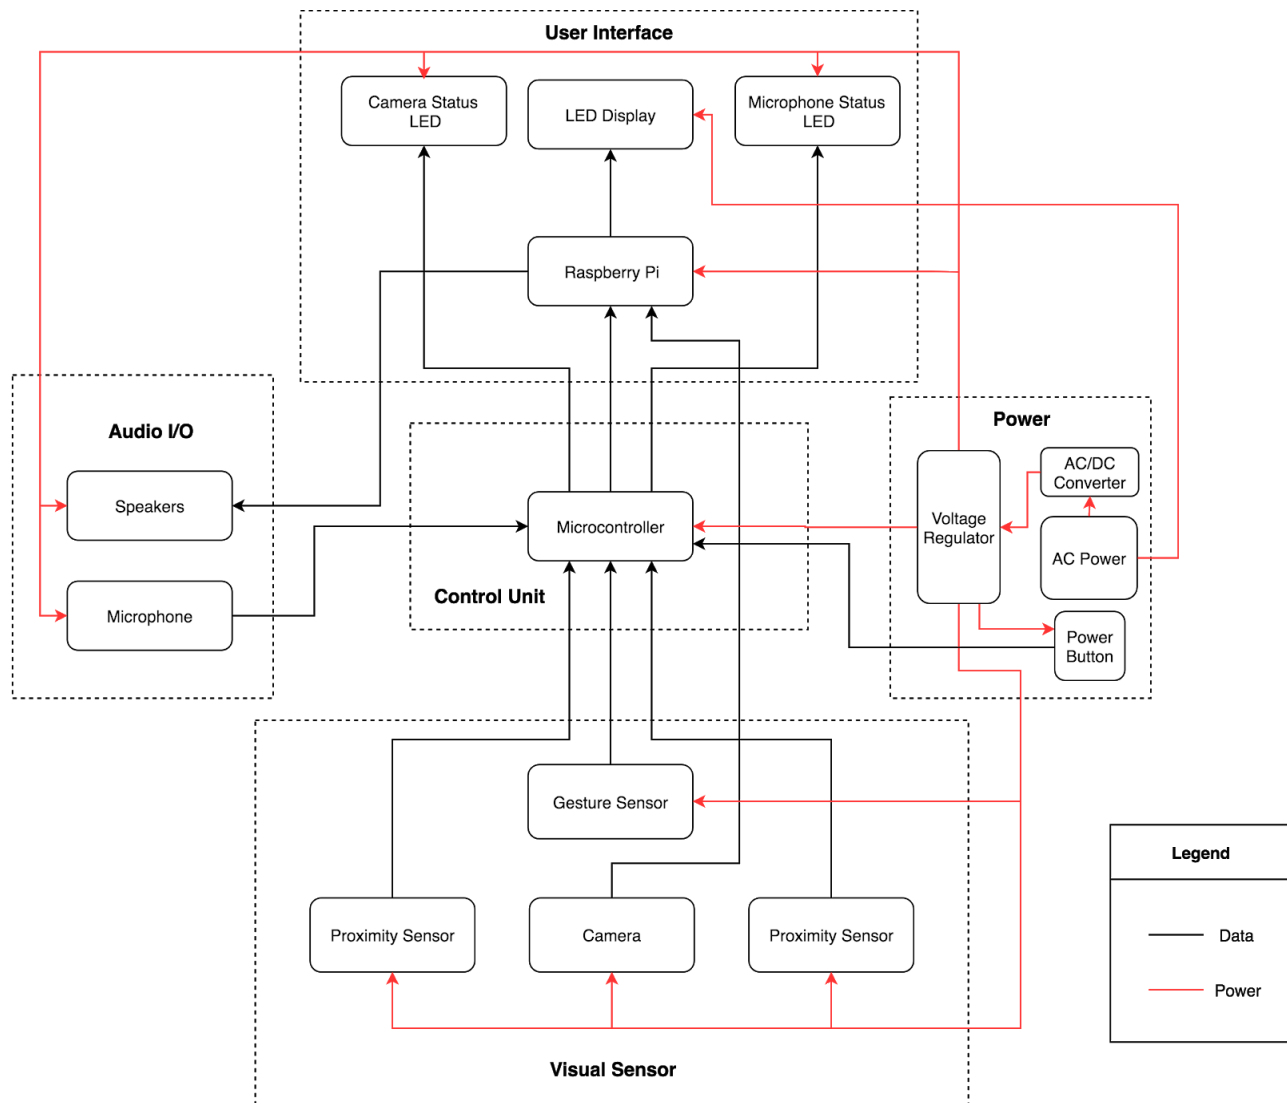 User Interface
Camera Status
LED
LED Display
Microphone Status
LED
Raspberry Pi
Audio I/O
Speakers
Microphone
Microcontroller
Control Unit
Power
Voltage
Regulator
AC/DC
Converter
AC Power
Power
Button
Gesture Sensor
Proximity Sensor
Camera
Proximity Sensor
Visual Sensor
Legend
Data
Power